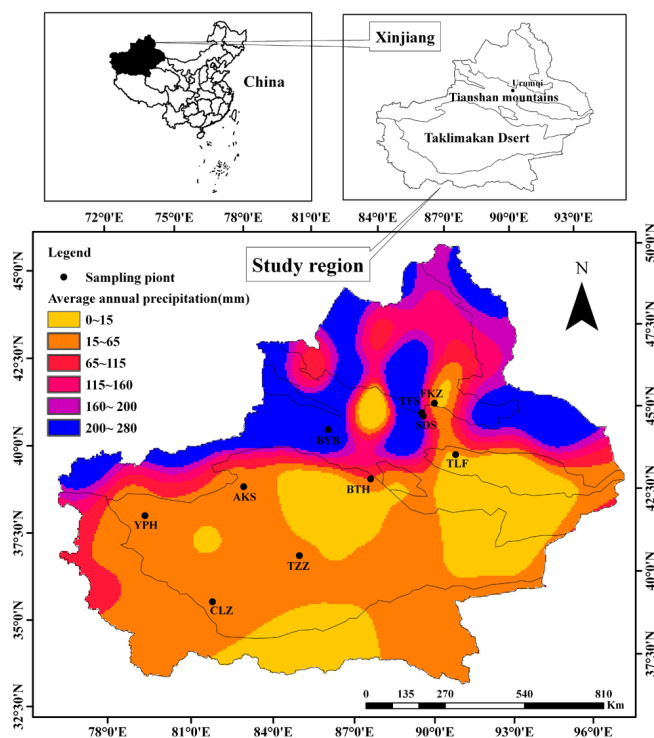 Xinjiang
China
Urumqi
Tianshan mountains
Taklimakan Dsert
72°0'E 75°0'E 78°0'E 81°0'E 84°0'E 87°0'E 90°0'E 93°0'E
Study region
Legend
Sampling piont
Average annual precipitation(mm)
0~15
15~65
65~115
115~160
160~ 200
200~ 280
N
45°0'N
42°30'N
40°0'N
37°30'N
35°0'N
32°30'N
50°0'N
47°30'N
45°0'N
42°30'N
40°0'N
37°30'N
FKZ
TFS
SDS
BYB
TLF
BTH
AKS
YPH
TZZ
CLZ
0 135 270 540 810
Km
78°0'E 81°0'E 84°0'E 87°0'E 90°0'E 93°0'E 96°0'E